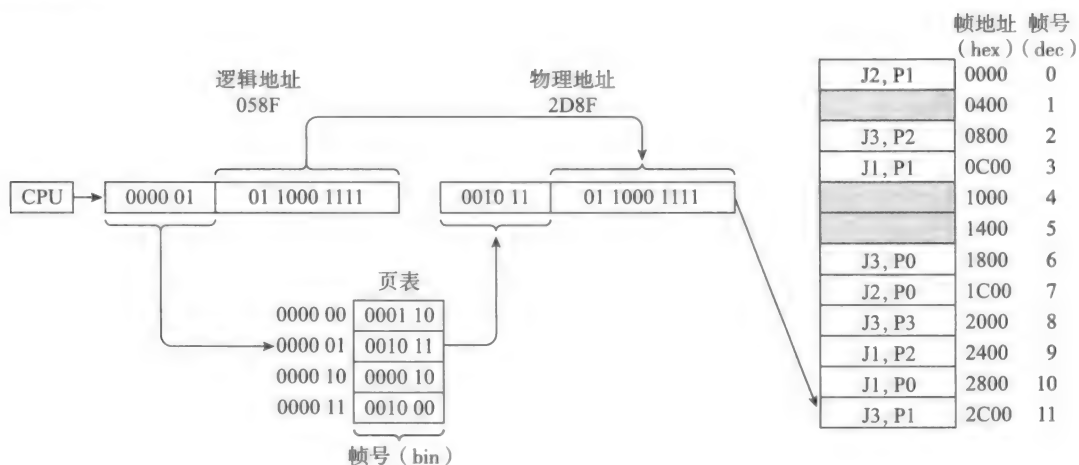 帧地址 帧号
(hex) (dec)
逻辑地址
058F
物理地址
2D8F
CPU
0000 01
01 1000 1111
0010 11
01 1000 1111
页表
0000 00 0001 10
0000 01 0010 11
0000 10 0000 10
0000 11 0010 00
帧号(bin)
J2, P1 0000 0
0400 1
J3, P2 0800 2
J1, P1 0C00 3
1000 4
1400 5
J3, P0 1800 6
J2, P0 1C00 7
J3, P3 2000 8
J1, P2 2400 9
J1, P0 2800 10
J3, P1 2C00 11